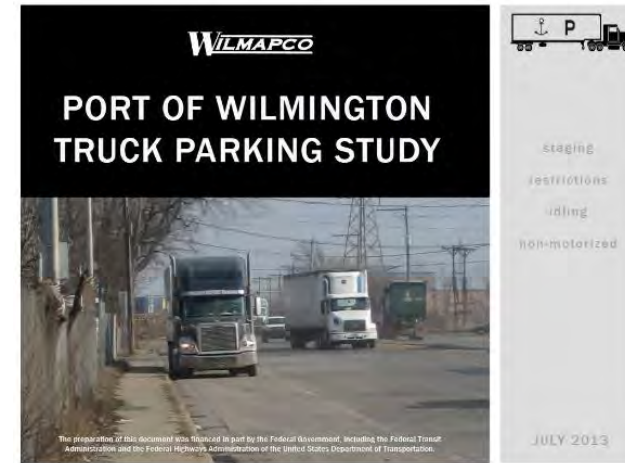 WILMAPCO
PORT OF WILMINGTON
TRUCK PARKING STUDY
The preparation of this document was financed in part by the Federal Government, including the Federal Transit
Administration and the Federal Highways Administration of the United States Department of Transportation.
P
staging
restrictions
idling
non-motorized
JULY 2013